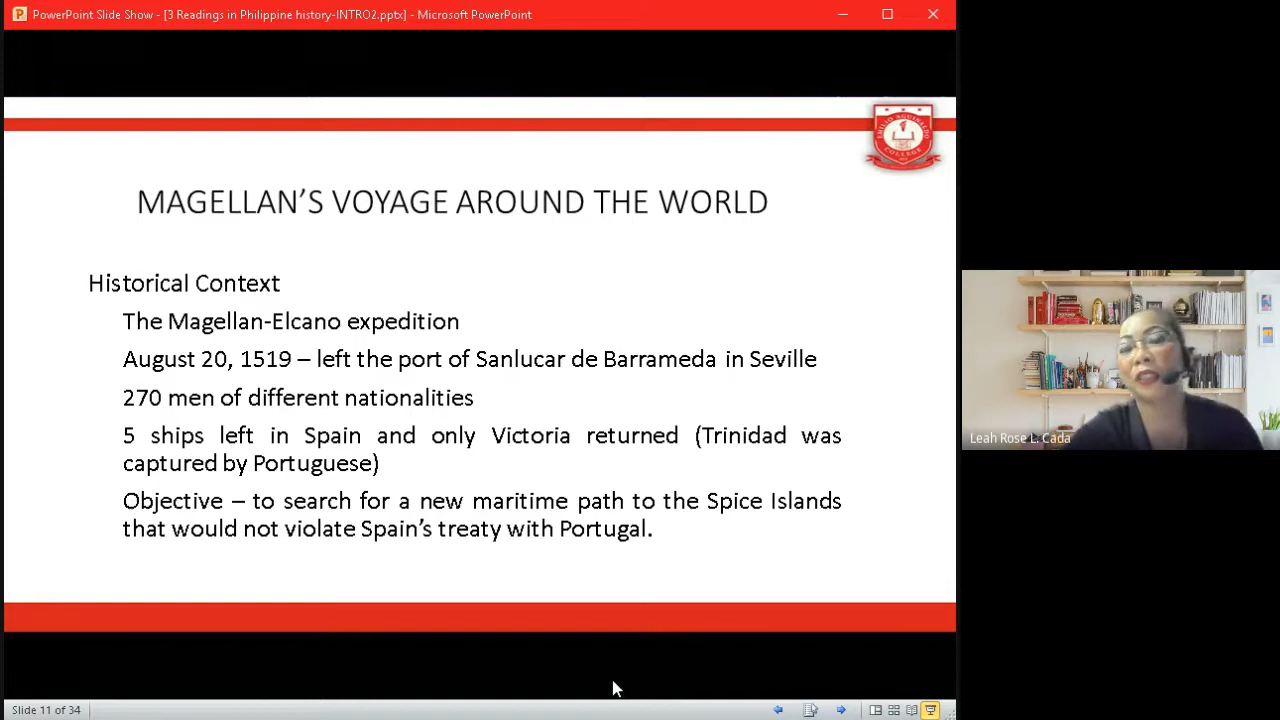 PowerPoint Slide Show - [3 Readings in Philippine history-INTRO2.pptx] - Microsoft PowerPoint
EMILIO AGUINALDO
COLLEGE
MAGELLAN'S VOYAGE AROUND THE WORLD
Historical Context
The Magellan-Elcano expedition
August 20, 1519 – left the port of Sanlucar de Barrameda in Seville
270 men of different nationalities
5 ships left in Spain and only Victoria returned (Trinidad was
captured by Portuguese)
Objective – to search for a new maritime path to the Spice Islands
that would not violate Spain's treaty with Portugal.
Leah Rose L. Cada
Slide 11 of 34